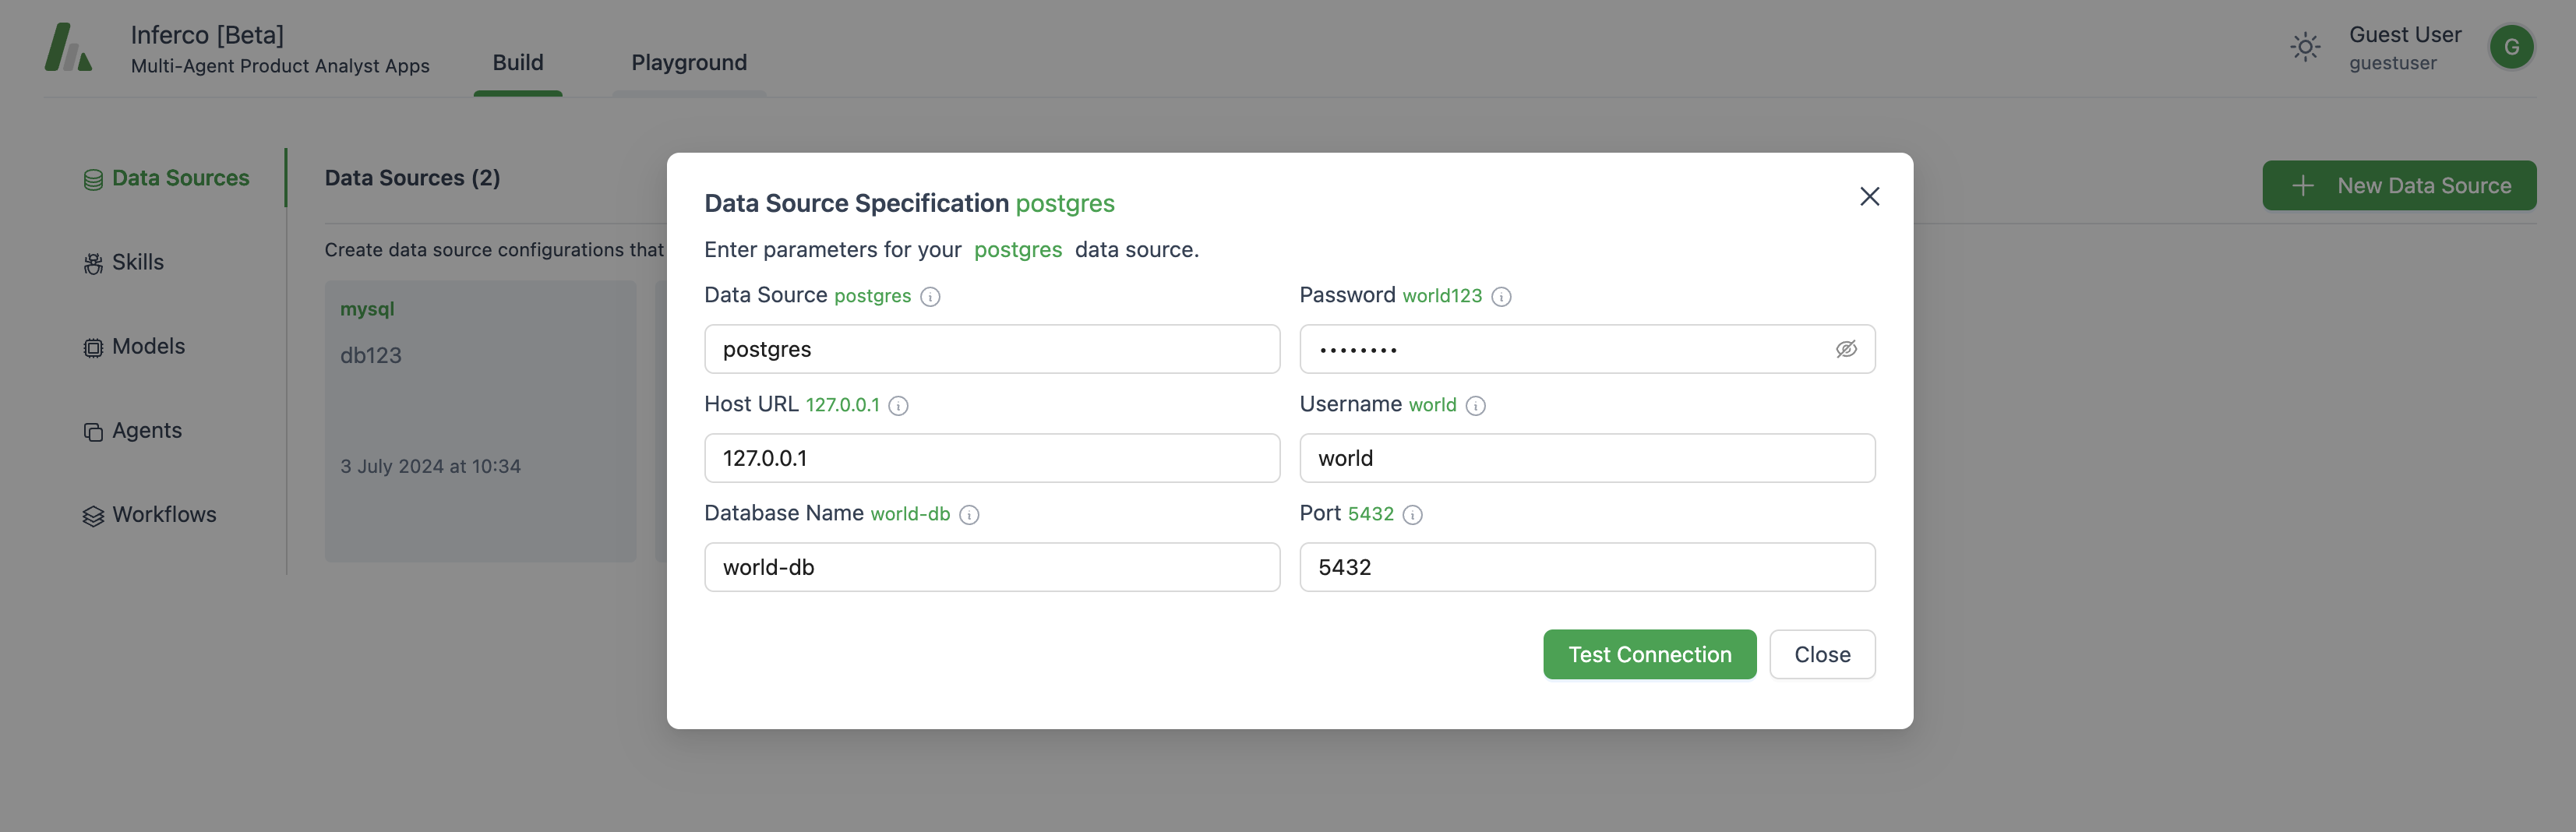 Inferco [Beta]
Multi-Agent Product Analyst Apps
Build
Playground
Guest User
guestuser
G
Data Sources
Skills
Models
Agents
Workflows
Data Sources (2)
New Data Source
Create data source configurations that
mysql
db123
3 July 2024 at 10:34
Data Source Specification postgres
Enter parameters for your postgres data source.
Data Source postgres
postgres
Password world123
••••••••
Host URL 127.0.0.1
127.0.0.1
Username world
world
Database Name world-db
world-db
Port 5432
5432
Test Connection
Close